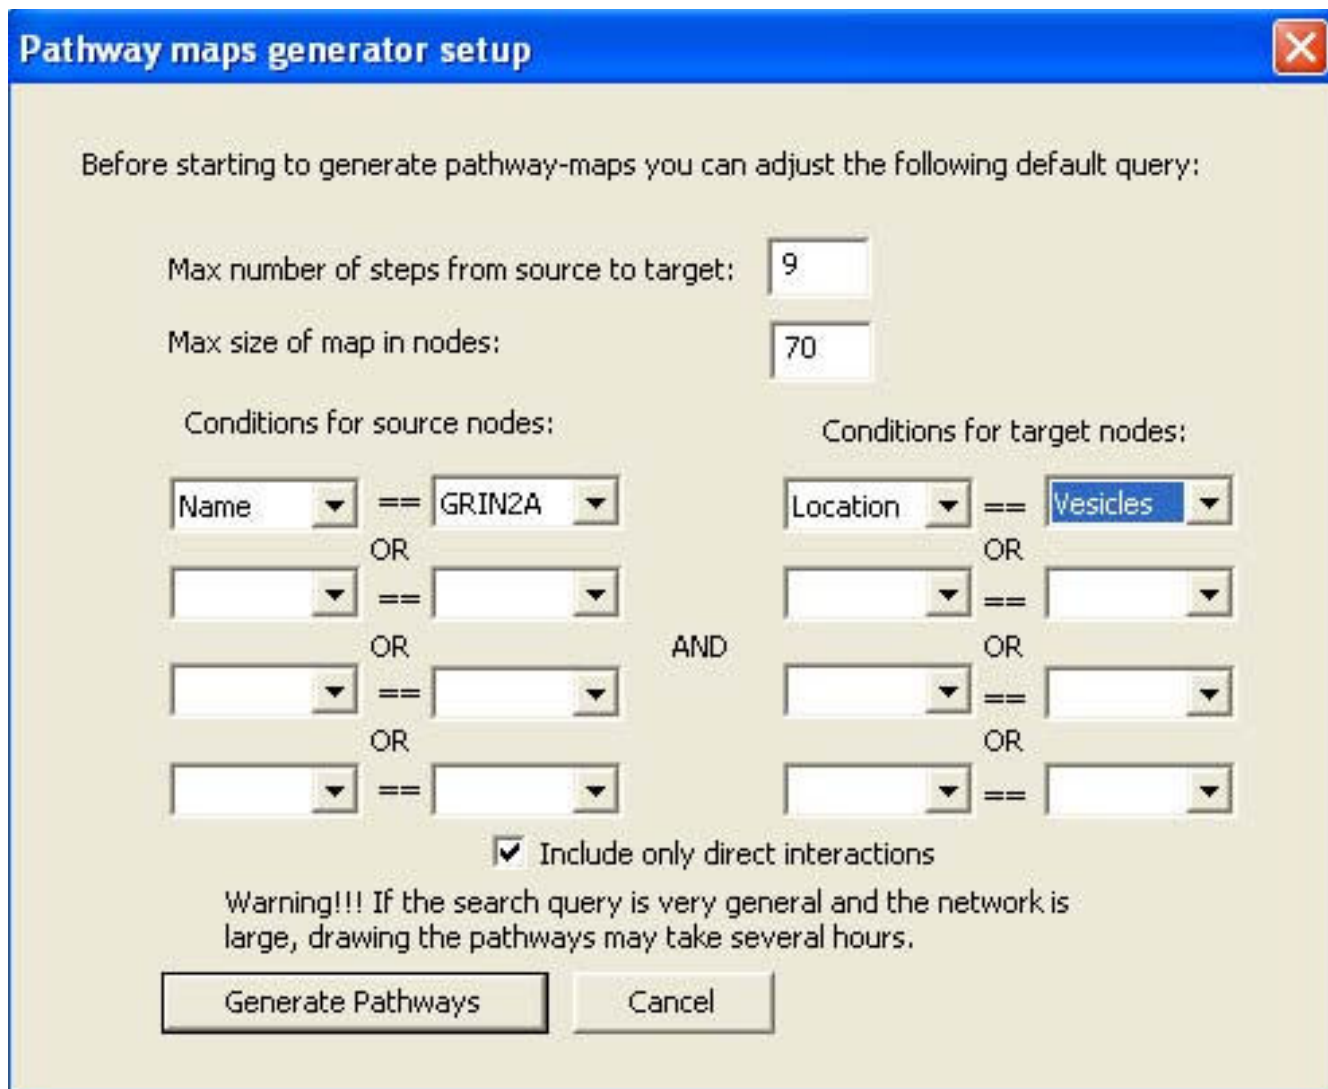 Pathway maps generator setup
Before starting to generate pathway-maps you can adjust the following default query:
Max number of steps from source to target: 9
Max size of map in nodes: 70
Conditions for source nodes:
Conditions for target nodes:
Name == GRIN2A Location == Vesicles
OR OR
== ==
OR AND OR
== ==
OR OR
== ==
Include only direct interactions
Warning!!! If the search query is very general and the network is
large, drawing the pathways may take several hours.
Generate Pathways Cancel